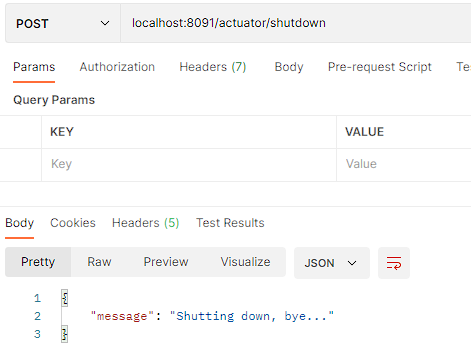 POST localhost:8091/actuator/shutdown
Params Authorization Headers (7) Body Pre-request Script
Query Params
KEY VALUE
Key Value
Body Cookies Headers (5) Test Results
Pretty Raw Preview Visualize JSON
1 {
2 "message": "Shutting down, bye..."
3 }